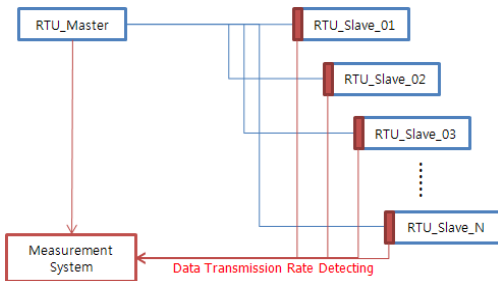 RTU_Master
RTU_Slave_01
RTU_Slave_02
RTU_Slave_03
RTU_Slave_N
Measurement
System
Data Transmission Rate Detecting